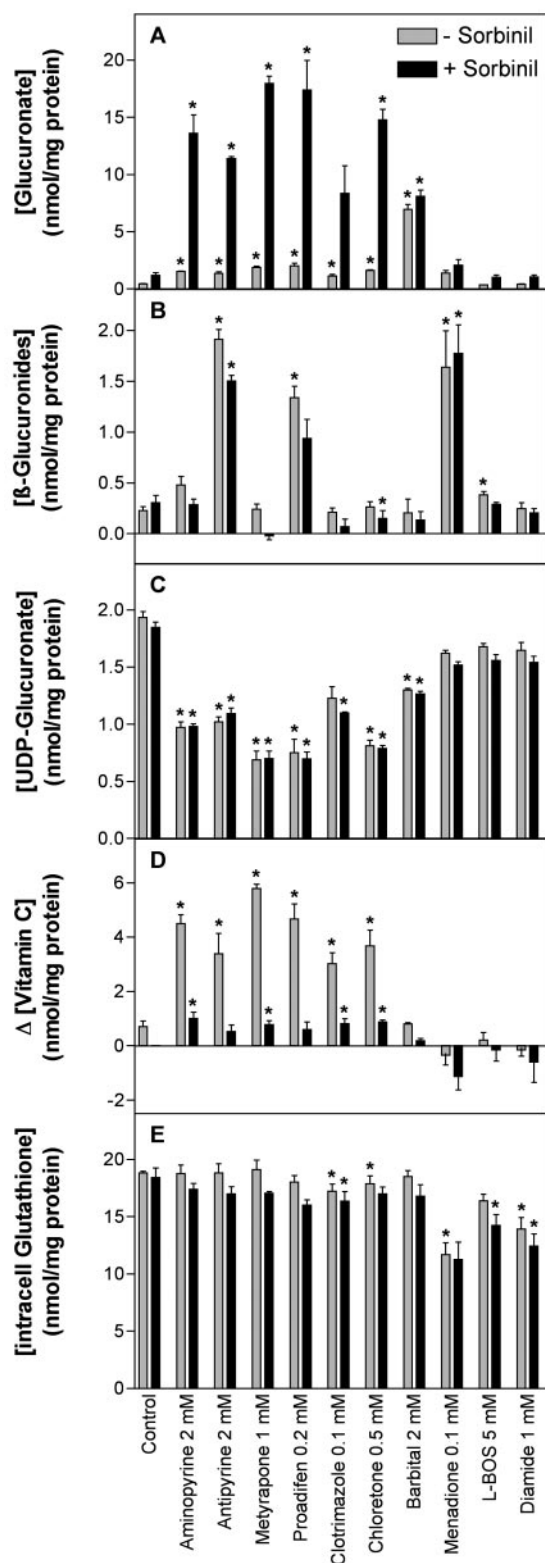 A
- Sorbinil
+ Sorbinil
[Glucuronate]
(nmol/mg protein)
20
15
10
5
0
* * * * * * * * * * * * *
B
[ß-Glucuronides]
(nmol/mg protein)
2.0
1.5
1.0
0.5
0.0
* * * * * * *
C
[UDP-Glucuronate]
(nmol/mg protein)
2.0
1.5
1.0
0.5
0.0
* * * * * * * * * * * * *
D
Δ [Vitamin C]
(nmol/mg protein)
6
4
2
0
-2
* * * * * * * * * *
E
[intracell Glutathione]
(nmol/mg protein)
20
15
10
5
0
* * * * * * *
Control
Aminopyrine 2 mM
Antipyrine 2 mM
Metyrapone 1 mM
Proadifen 0.2 mM
Clotrimazole 0.1 mM
Chloretone 0.5 mM
Barbital 2 mM
Menadione 0.1 mM
L-BOS 5 mM
Diamide 1 mM